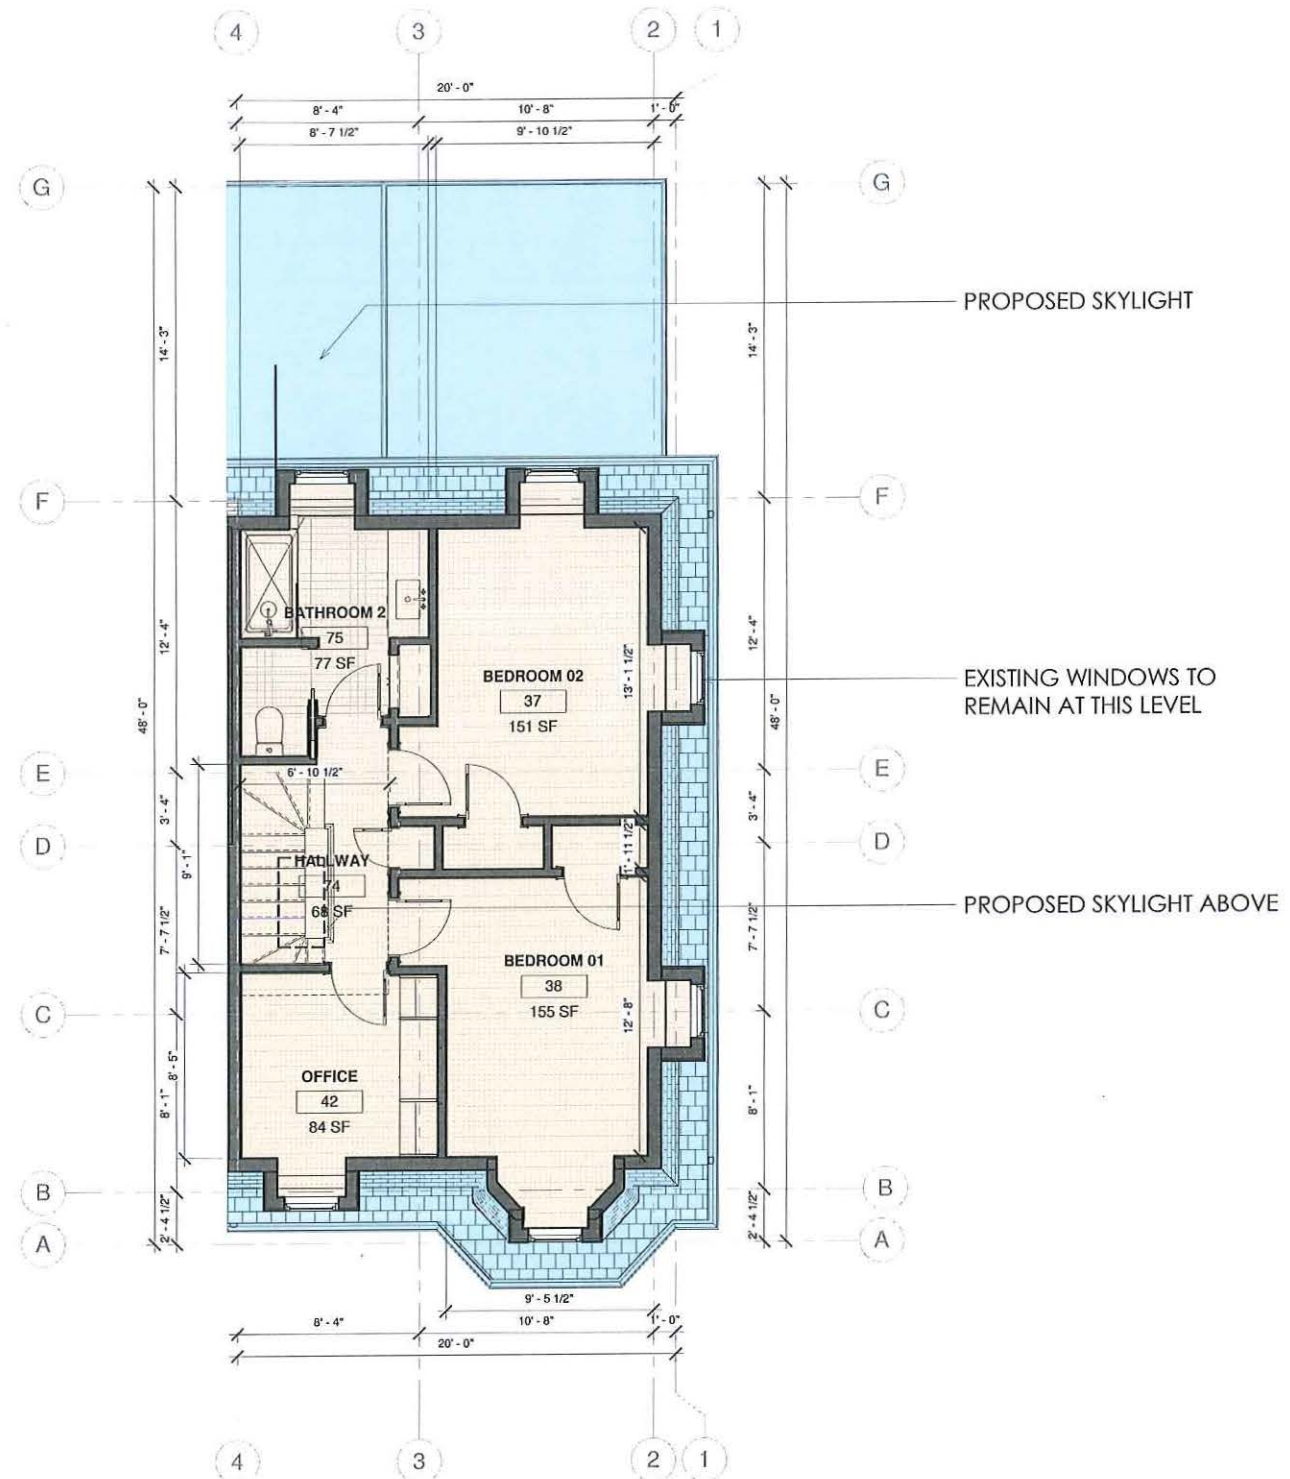 4
3
2
1
20' - 0"
8' - 4"
10' - 8"
1' - 0"
8' - 7 1/2"
9' - 10 1/2"
G
G
14' - 3"
14' - 3"
PROPOSED SKYLIGHT
F
F
BATHROOM 2
75
77 SF
12' - 4"
12' - 4"
BEDROOM 02
37
151 SF
13' - 1 1/2"
EXISTING WINDOWS TO
REMAIN AT THIS LEVEL
48' - 0"
48' - 0"
E
E
6' - 10 1/2"
3' - 4"
3' - 4"
D
D
9' - 1"
1' - 11 1/2"
HALLWAY
74
68 SF
PROPOSED SKYLIGHT ABOVE
7' - 7 1/2"
7' - 7 1/2"
BEDROOM 01
38
155 SF
12' - 8"
C
C
OFFICE
42
84 SF
8' - 5"
8' - 1"
8' - 1"
B
B
2' - 4 1/2"
2' - 4 1/2"
A
A
9' - 5 1/2"
8' - 4"
10' - 8"
1' - 0"
20' - 0"
4
3
2
1